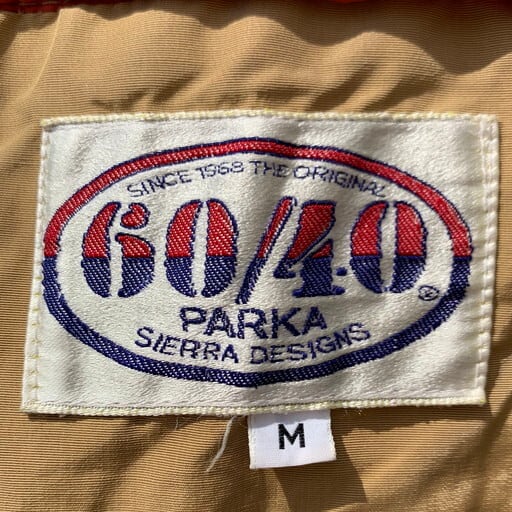 SINCE 1968 THE ORIGINAL
60/40®
PARKA
SIERRA DESIGNS
M